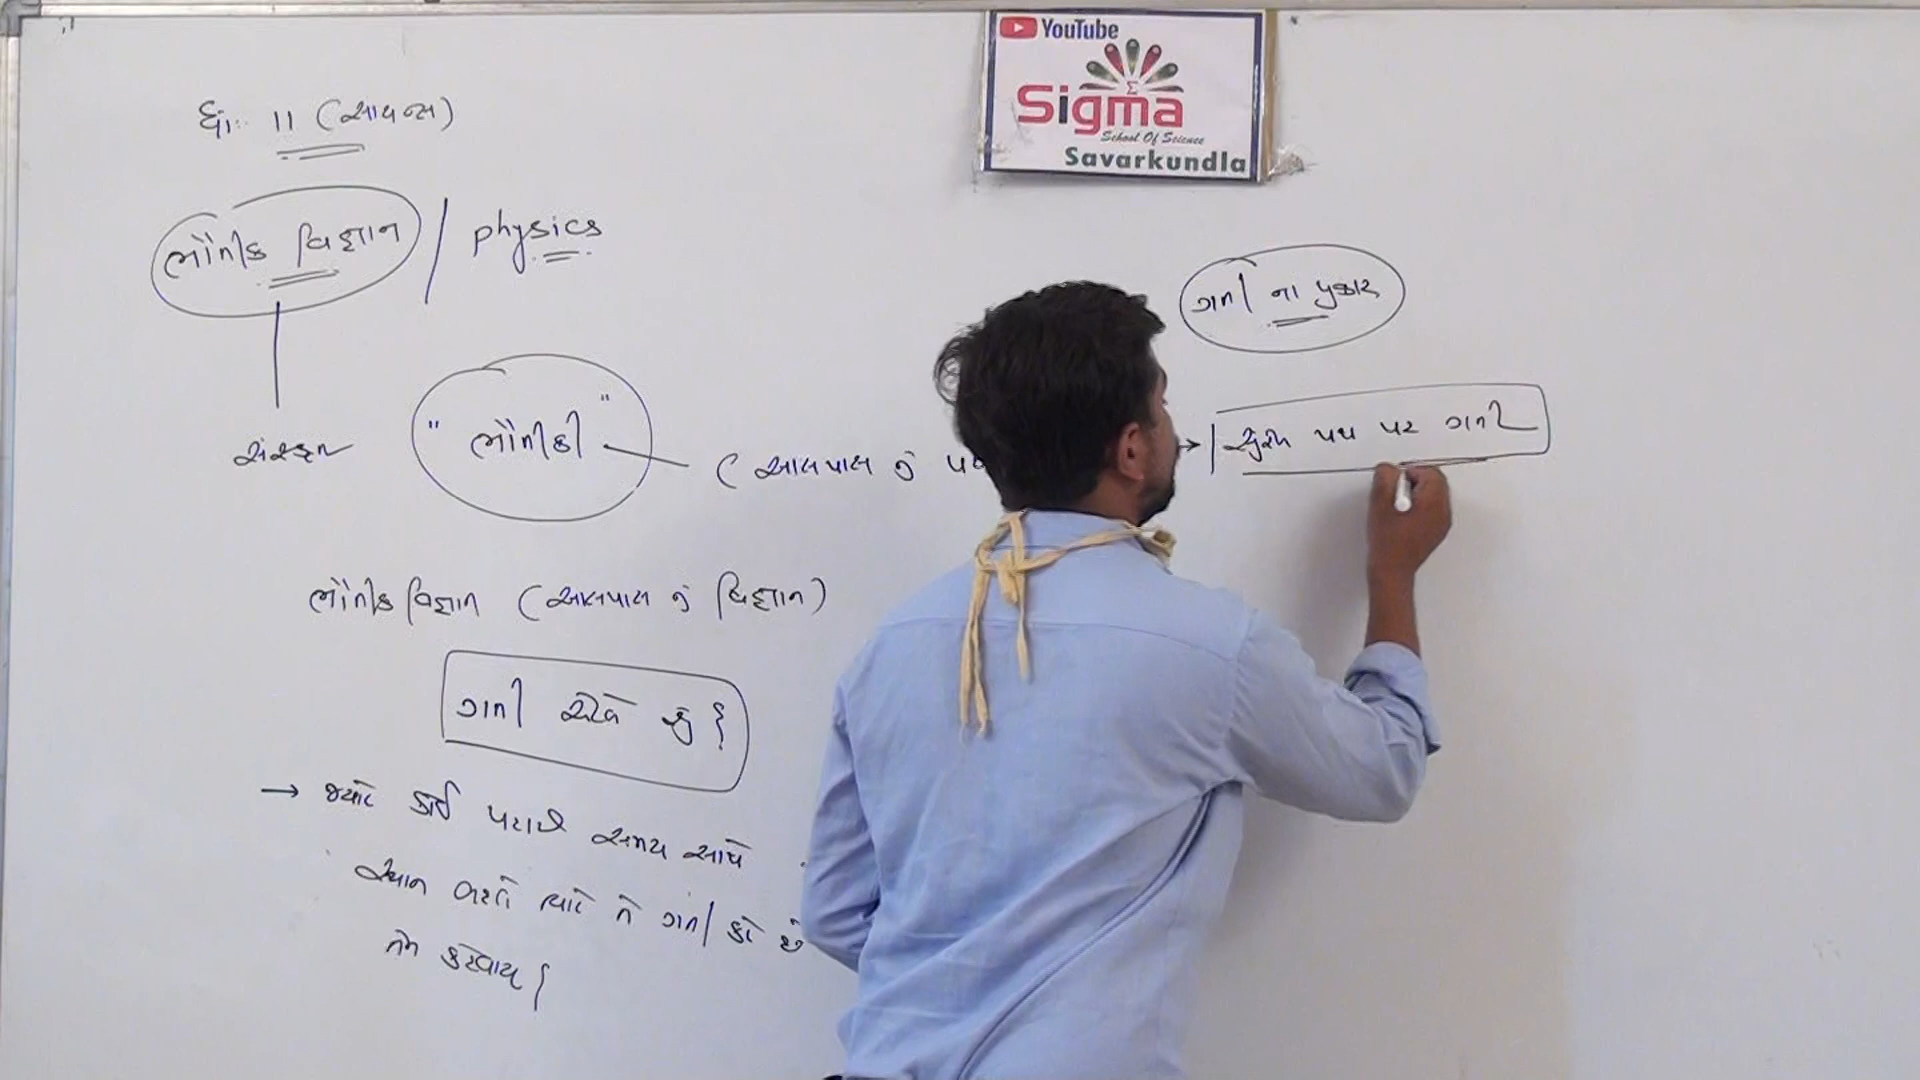 YouTube
Sigma
School Of Science
Savarkundla
ધો. 11 (સાયન્સ)
ભૌતિક વિજ્ઞાન / physics
સંસ્કૃત
"ભૌતિકી"
(આસપાસ નું
ભૌતિક વિજ્ઞાન (આસપાસ નું વિજ્ઞાન)
ગતિ એટલે શું
→ જ્યારે કોઈ પદાર્થ સમય સાથે
સ્થાન બદલે ત્યારે તે ગતિ કરે છે
તેમ કહેવાય
ગતિ ના પ્રકાર
→ સુરેખ પથ પર ગતિ